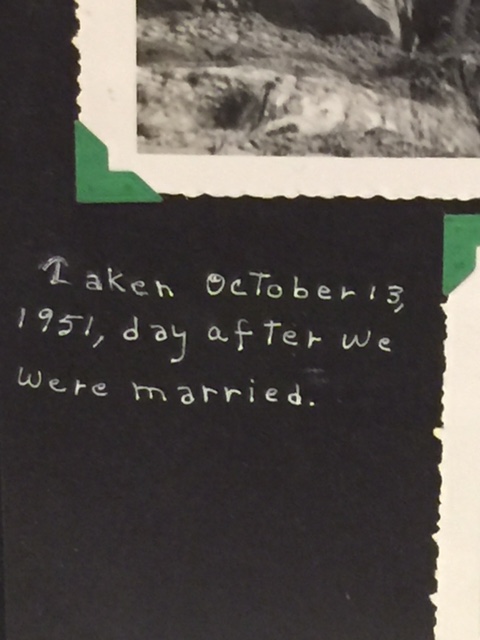 Taken October 13,
1951, day after we
were married.